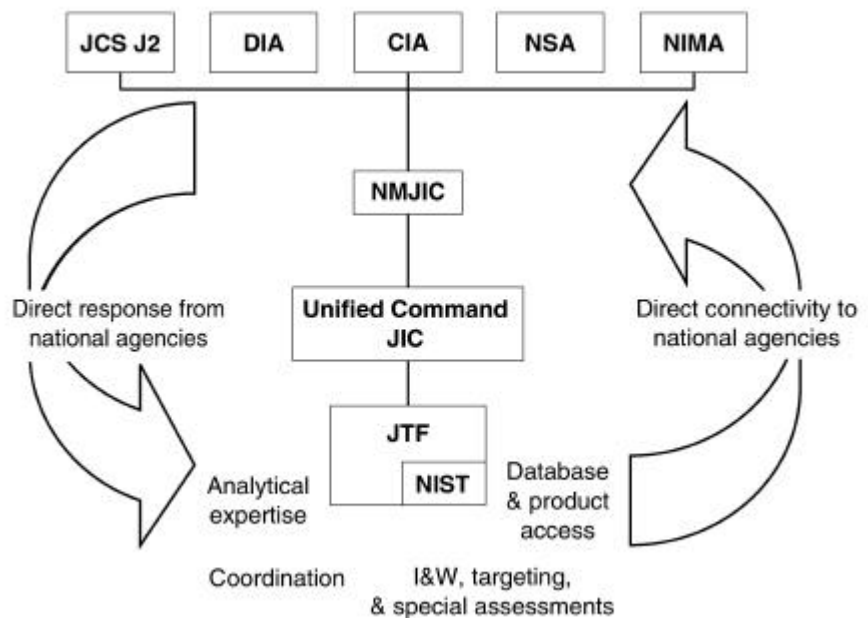 JCS J2
DIA
CIA
NSA
NIMA
NMJIC
Direct response from
national agencies
Unified Command
JIC
Direct connectivity to
national agencies
JTF
NIST
Analytical
expertise
Database
& product
access
Coordination
I&W, targeting,
& special assessments